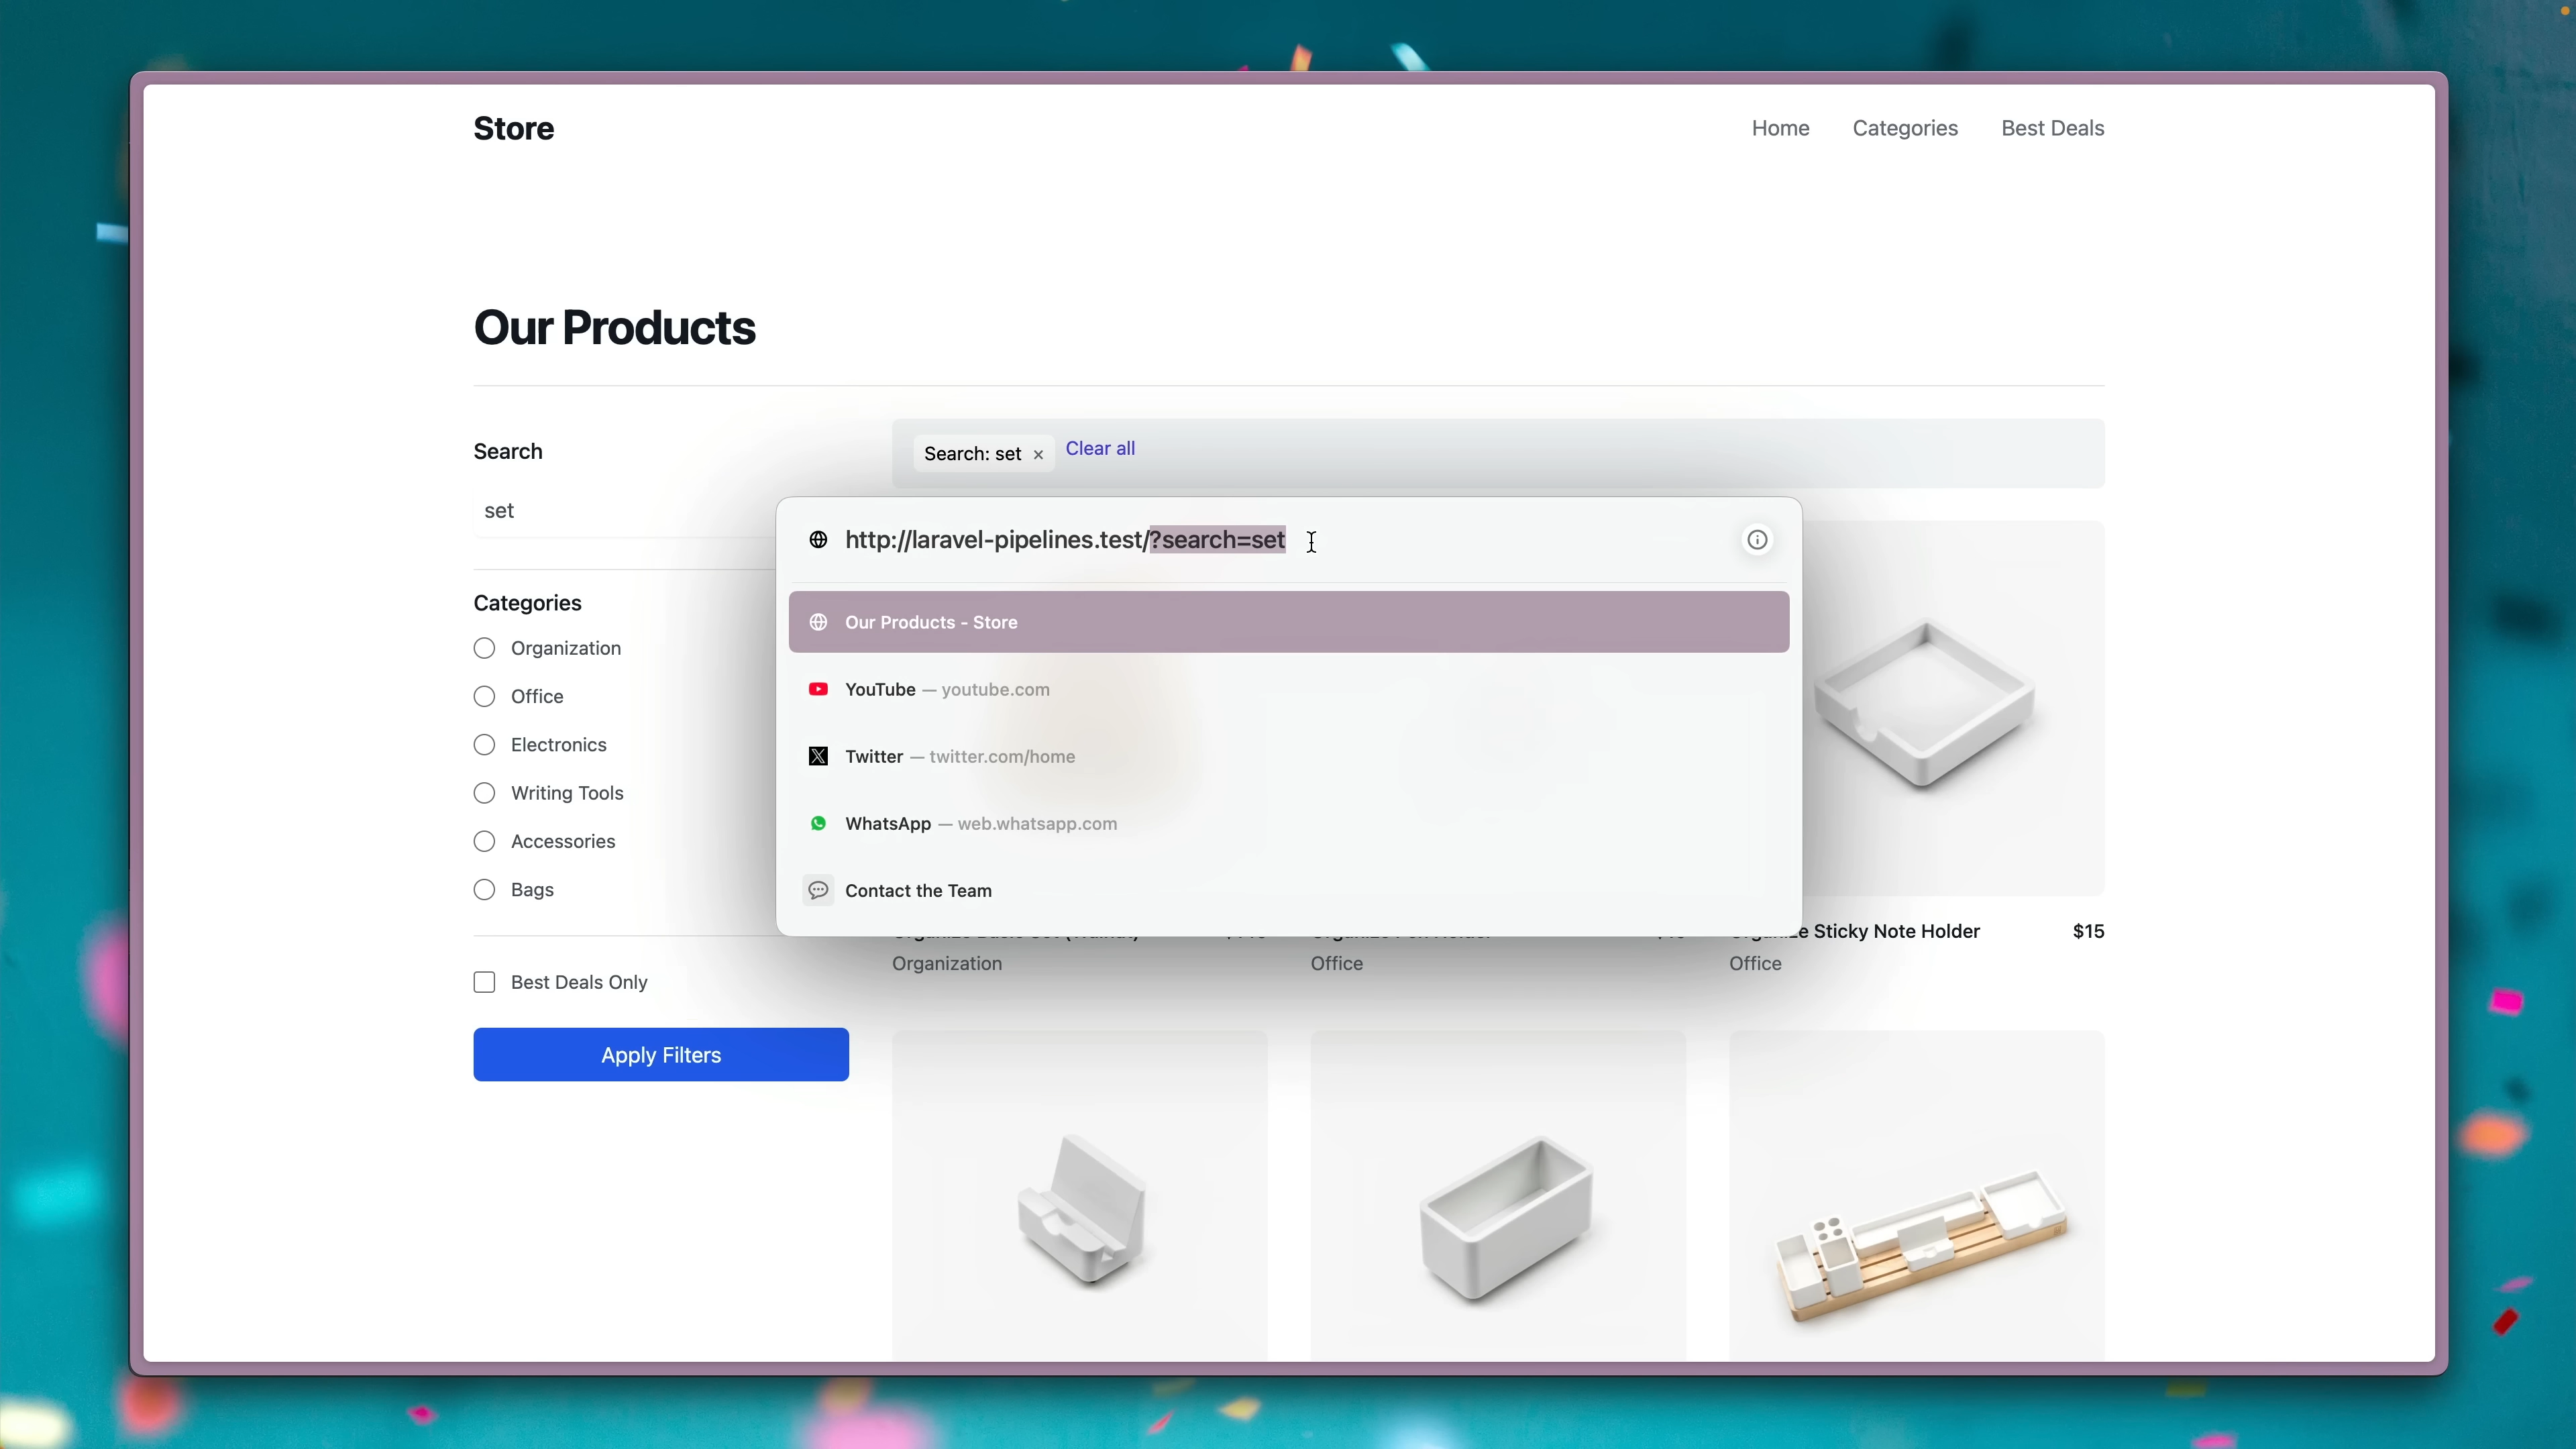 Store
Home Categories Best Deals
Our Products
Search
Search: set × Clear all
set
http://laravel-pipelines.test/?search=set
Our Products - Store
Categories
Organization
YouTube — youtube.com
Office
Electronics
Twitter — twitter.com/home
Writing Tools
WhatsApp — web.whatsapp.com
Accessories
Bags
Contact the Team
Sticky Note Holder $15
Organization Office Office
Best Deals Only
Apply Filters